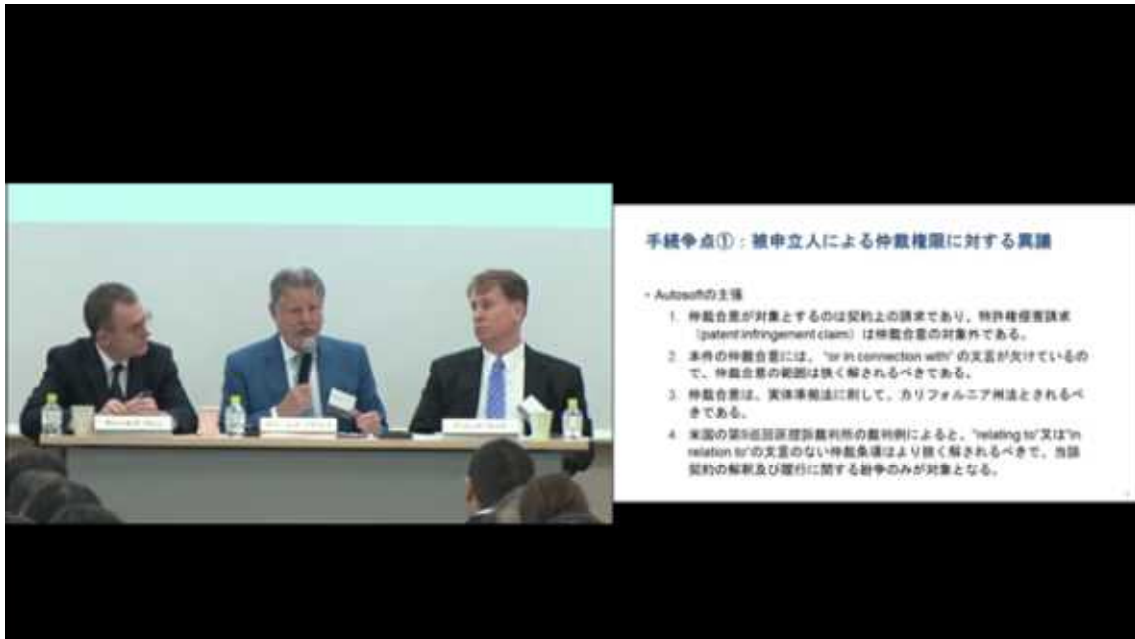 手続争点①：被申立人による仲裁権限に対する異議
・Autosoftの主張
1. 仲裁合意が対象とするのは契約上の請求であり、特許権侵害請求
（patent infringement claim）は仲裁合意の対象外である。
2. 本件の仲裁合意には、"or in connection with" の文言が欠けているの
で、仲裁合意の範囲は狭く解されるべきである。
3. 仲裁合意は、実体準拠法に則して、カリフォルニア州法とされるべ
きである。
4. 米国の第9巡回区控訴裁判所の裁判例によると、"relating to"又は"in
relation to"の文言のない仲裁条項はより狭く解されるべきで、当該
契約の解釈及び履行に関する紛争のみが対象となる。